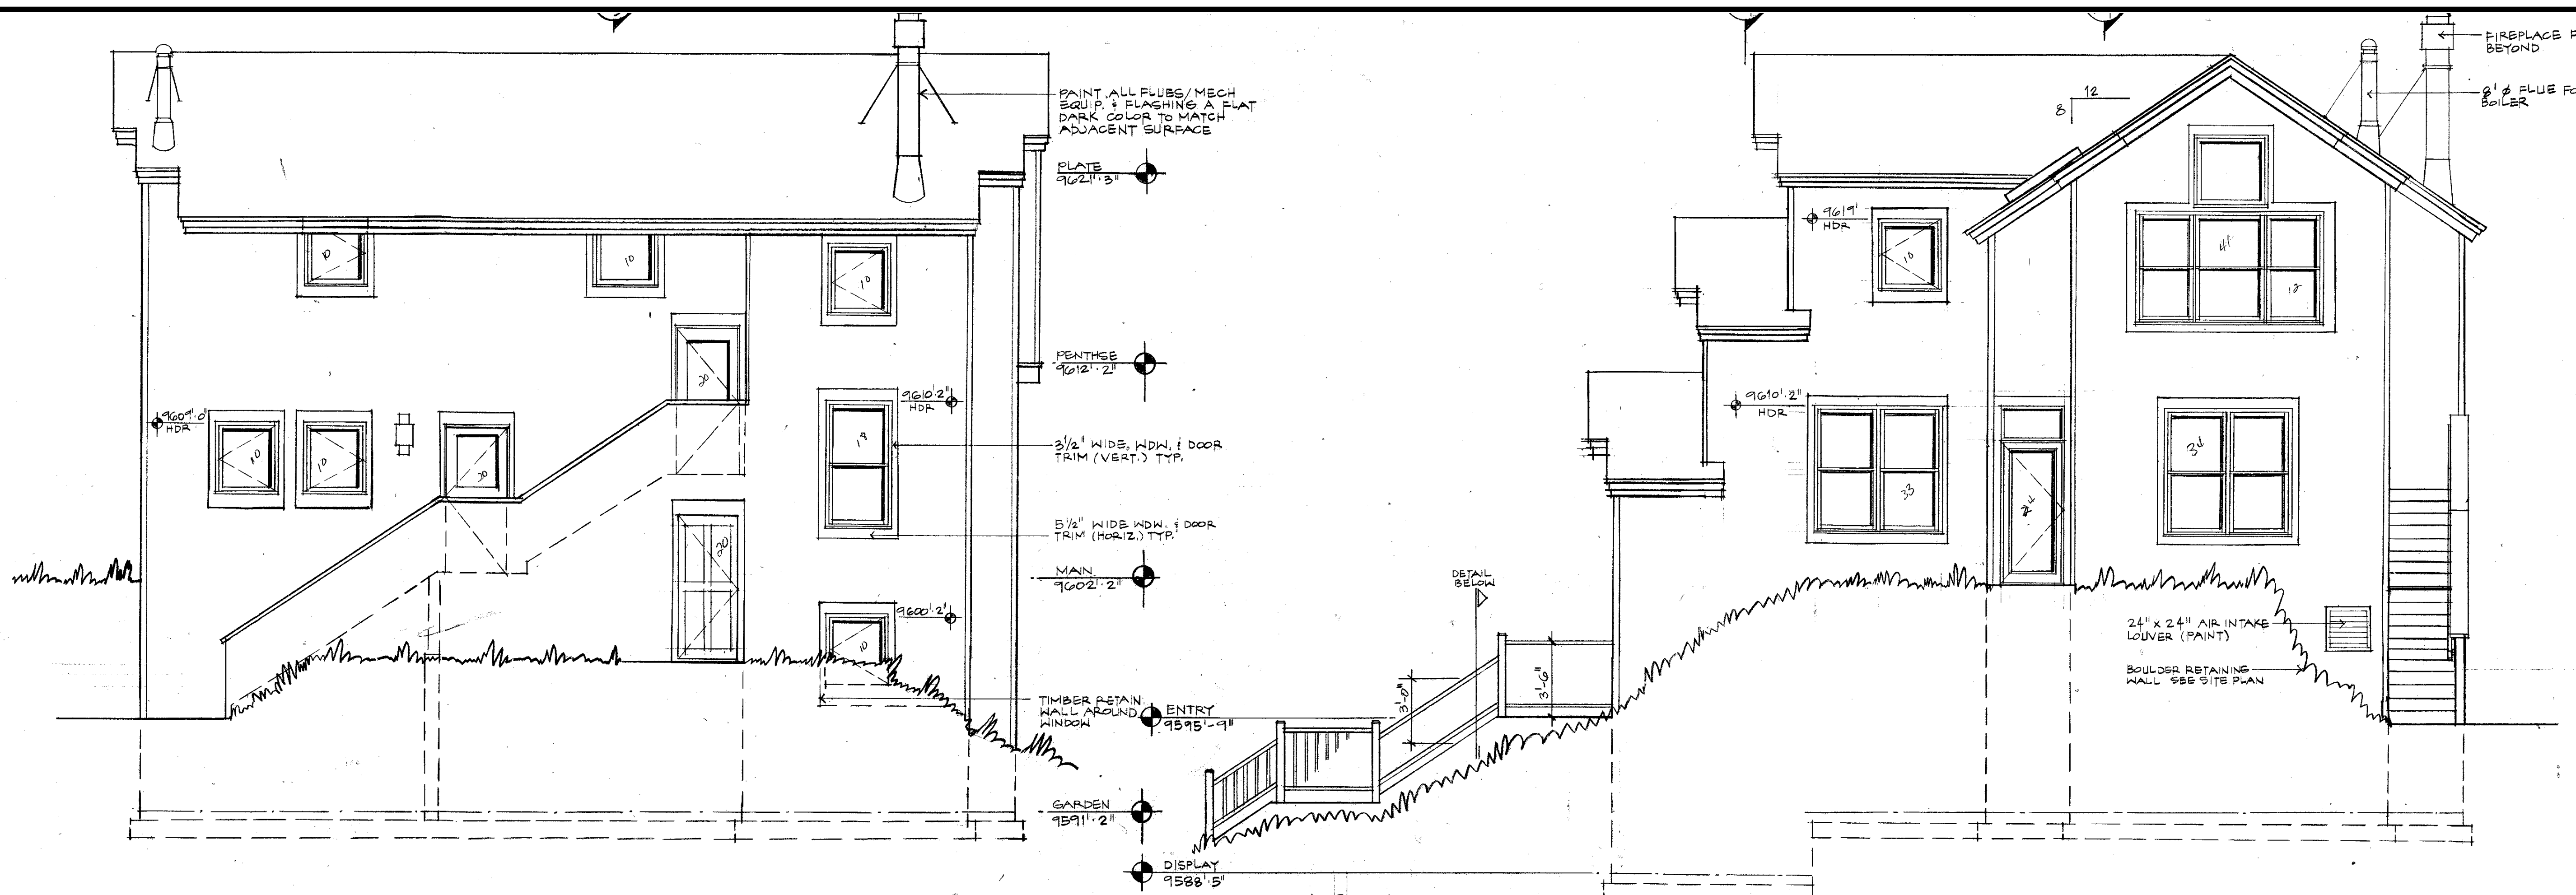 PAINT ALL FLUES/MECH
EQUIP. & FLASHING A FLAT
DARK COLOR TO MATCH
ADJACENT SURFACE
PLATE
9621'-3"
PENTHSE
9612'-2"
9610'-2"
HDR
9609'-0"
HDR
3 1/2" WIDE, WDW. & DOOR
TRIM (VERT.) TYP.
5 1/2" WIDE WDW. & DOOR
TRIM (HORIZ.) TYP.
MAIN
9602'-2"
9600'-2"
TIMBER RETAIN.
WALL AROUND
WINDOW
ENTRY
9595'-9"
GARDEN
9591'-2"
DISPLAY
9588'-5"
10
10
10
20
10
10
20
20
10
DETAIL
BELOW
3'-0"
3'-6"
FIREPLACE
BEYOND
8" Ø FLUE
BOILER
12
8
9619'
HDR
10
41
12
9610'-2"
HDR
33
34
24" x 24" AIR INTAKE
LOUVER (PAINT)
BOULDER RETAINING
WALL SEE SITE PLAN